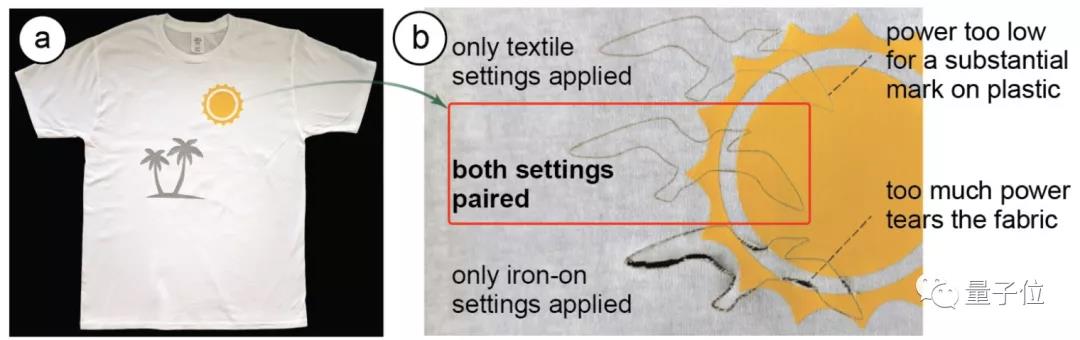 a
b
only textile
settings applied
both settings
paired
only iron-on
settings applied
power too low
for a substantial
mark on plastic
too much power
tears the fabric
量子位